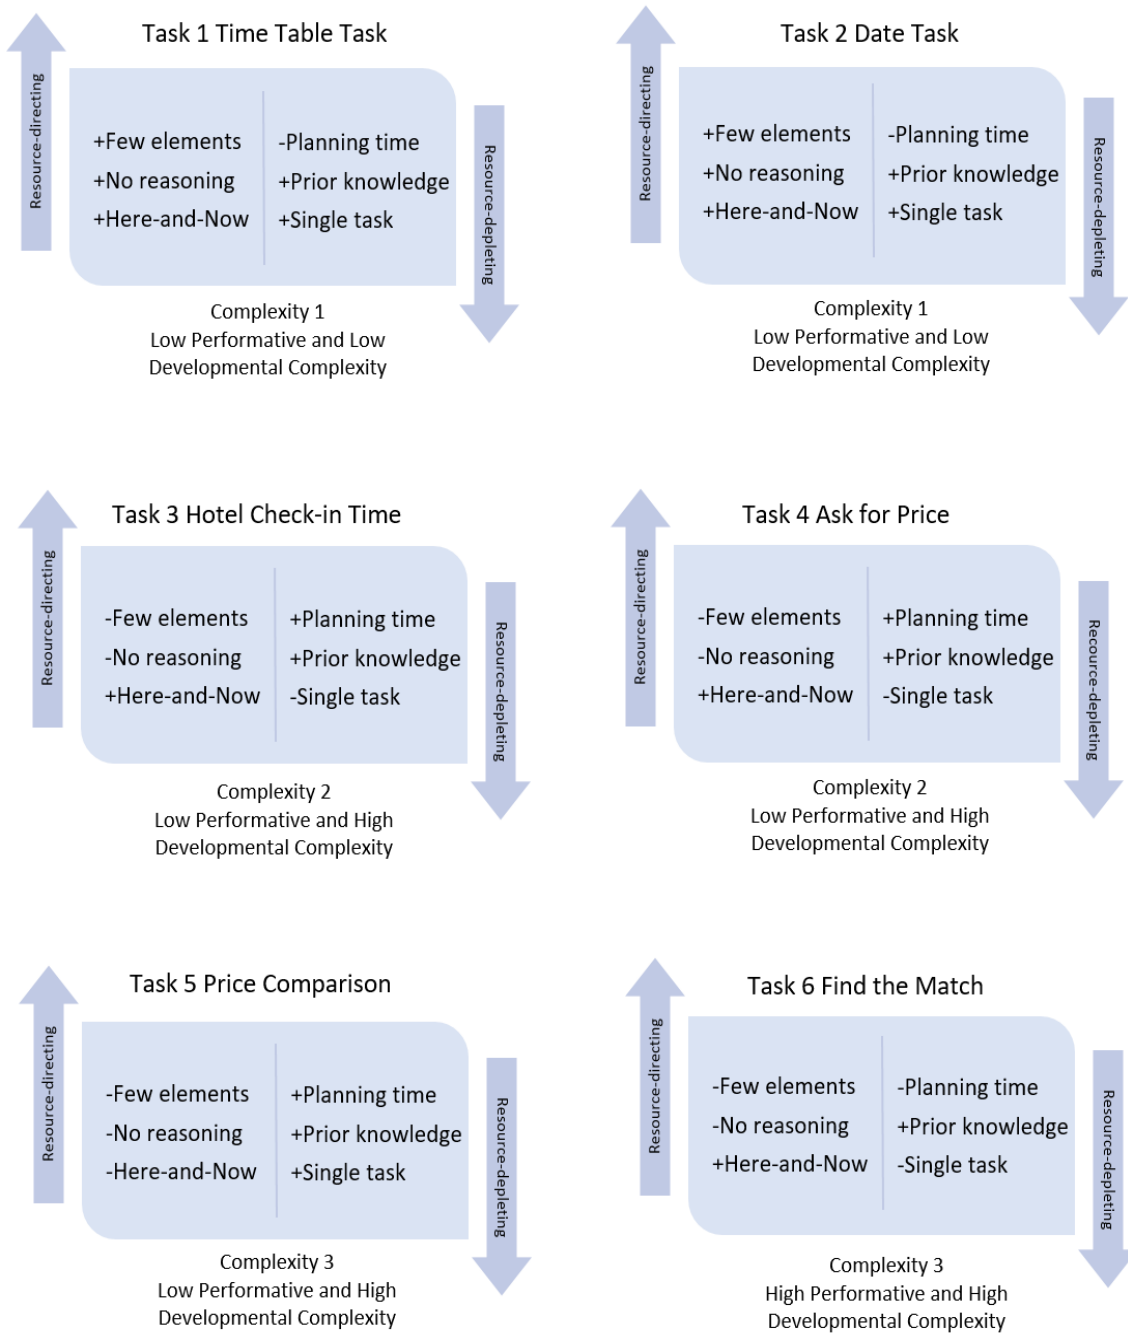 Task 1 Time Table Task
Resource-directing
+Few elements
+No reasoning
+Here-and-Now
-Planning time
+Prior knowledge
+Single task
Resource-depleting
Complexity 1
Low Performative and Low
Developmental Complexity
Task 2 Date Task
Resource-directing
+Few elements
+No reasoning
+Here-and-Now
-Planning time
+Prior knowledge
+Single task
Resource-depleting
Complexity 1
Low Performative and Low
Developmental Complexity
Task 3 Hotel Check-in Time
Resource-directing
-Few elements
-No reasoning
+Here-and-Now
+Planning time
+Prior knowledge
-Single task
Resource-depleting
Complexity 2
Low Performative and High
Developmental Complexity
Task 4 Ask for Price
Resource-directing
-Few elements
-No reasoning
+Here-and-Now
+Planning time
+Prior knowledge
-Single task
Recource-depleting
Complexity 2
Low Performative and High
Developmental Complexity
Task 5 Price Comparison
Resource-directing
-Few elements
-No reasoning
-Here-and-Now
+Planning time
+Prior knowledge
+Single task
Resource-depleting
Complexity 3
Low Performative and High
Developmental Complexity
Task 6 Find the Match
Resource-directing
-Few elements
-No reasoning
+Here-and-Now
-Planning time
+Prior knowledge
-Single task
Resource-depleting
Complexity 3
High Performative and High
Developmental Complexity